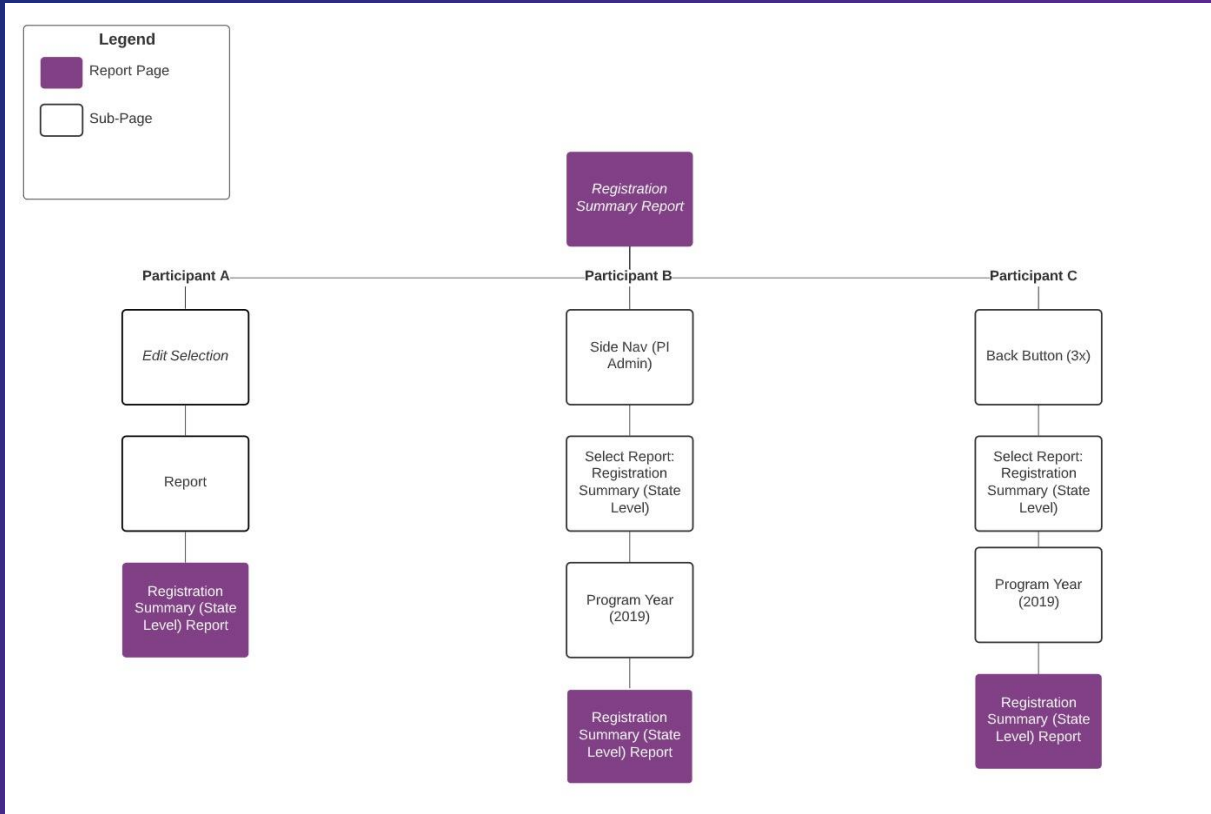 Legend
Report Page
Sub-Page
Registration
Summary Report
Participant A
Participant B
Participant C
Edit Selection
Side Nav (PI
Admin)
Back Button (3x)
Report
Select Report:
Registration
Summary (State
Level)
Select Report:
Registration
Summary (State
Level)
Registration
Summary (State
Level) Report
Program Year
(2019)
Program Year
(2019)
Registration
Summary (State
Level) Report
Registration
Summary (State
Level) Report